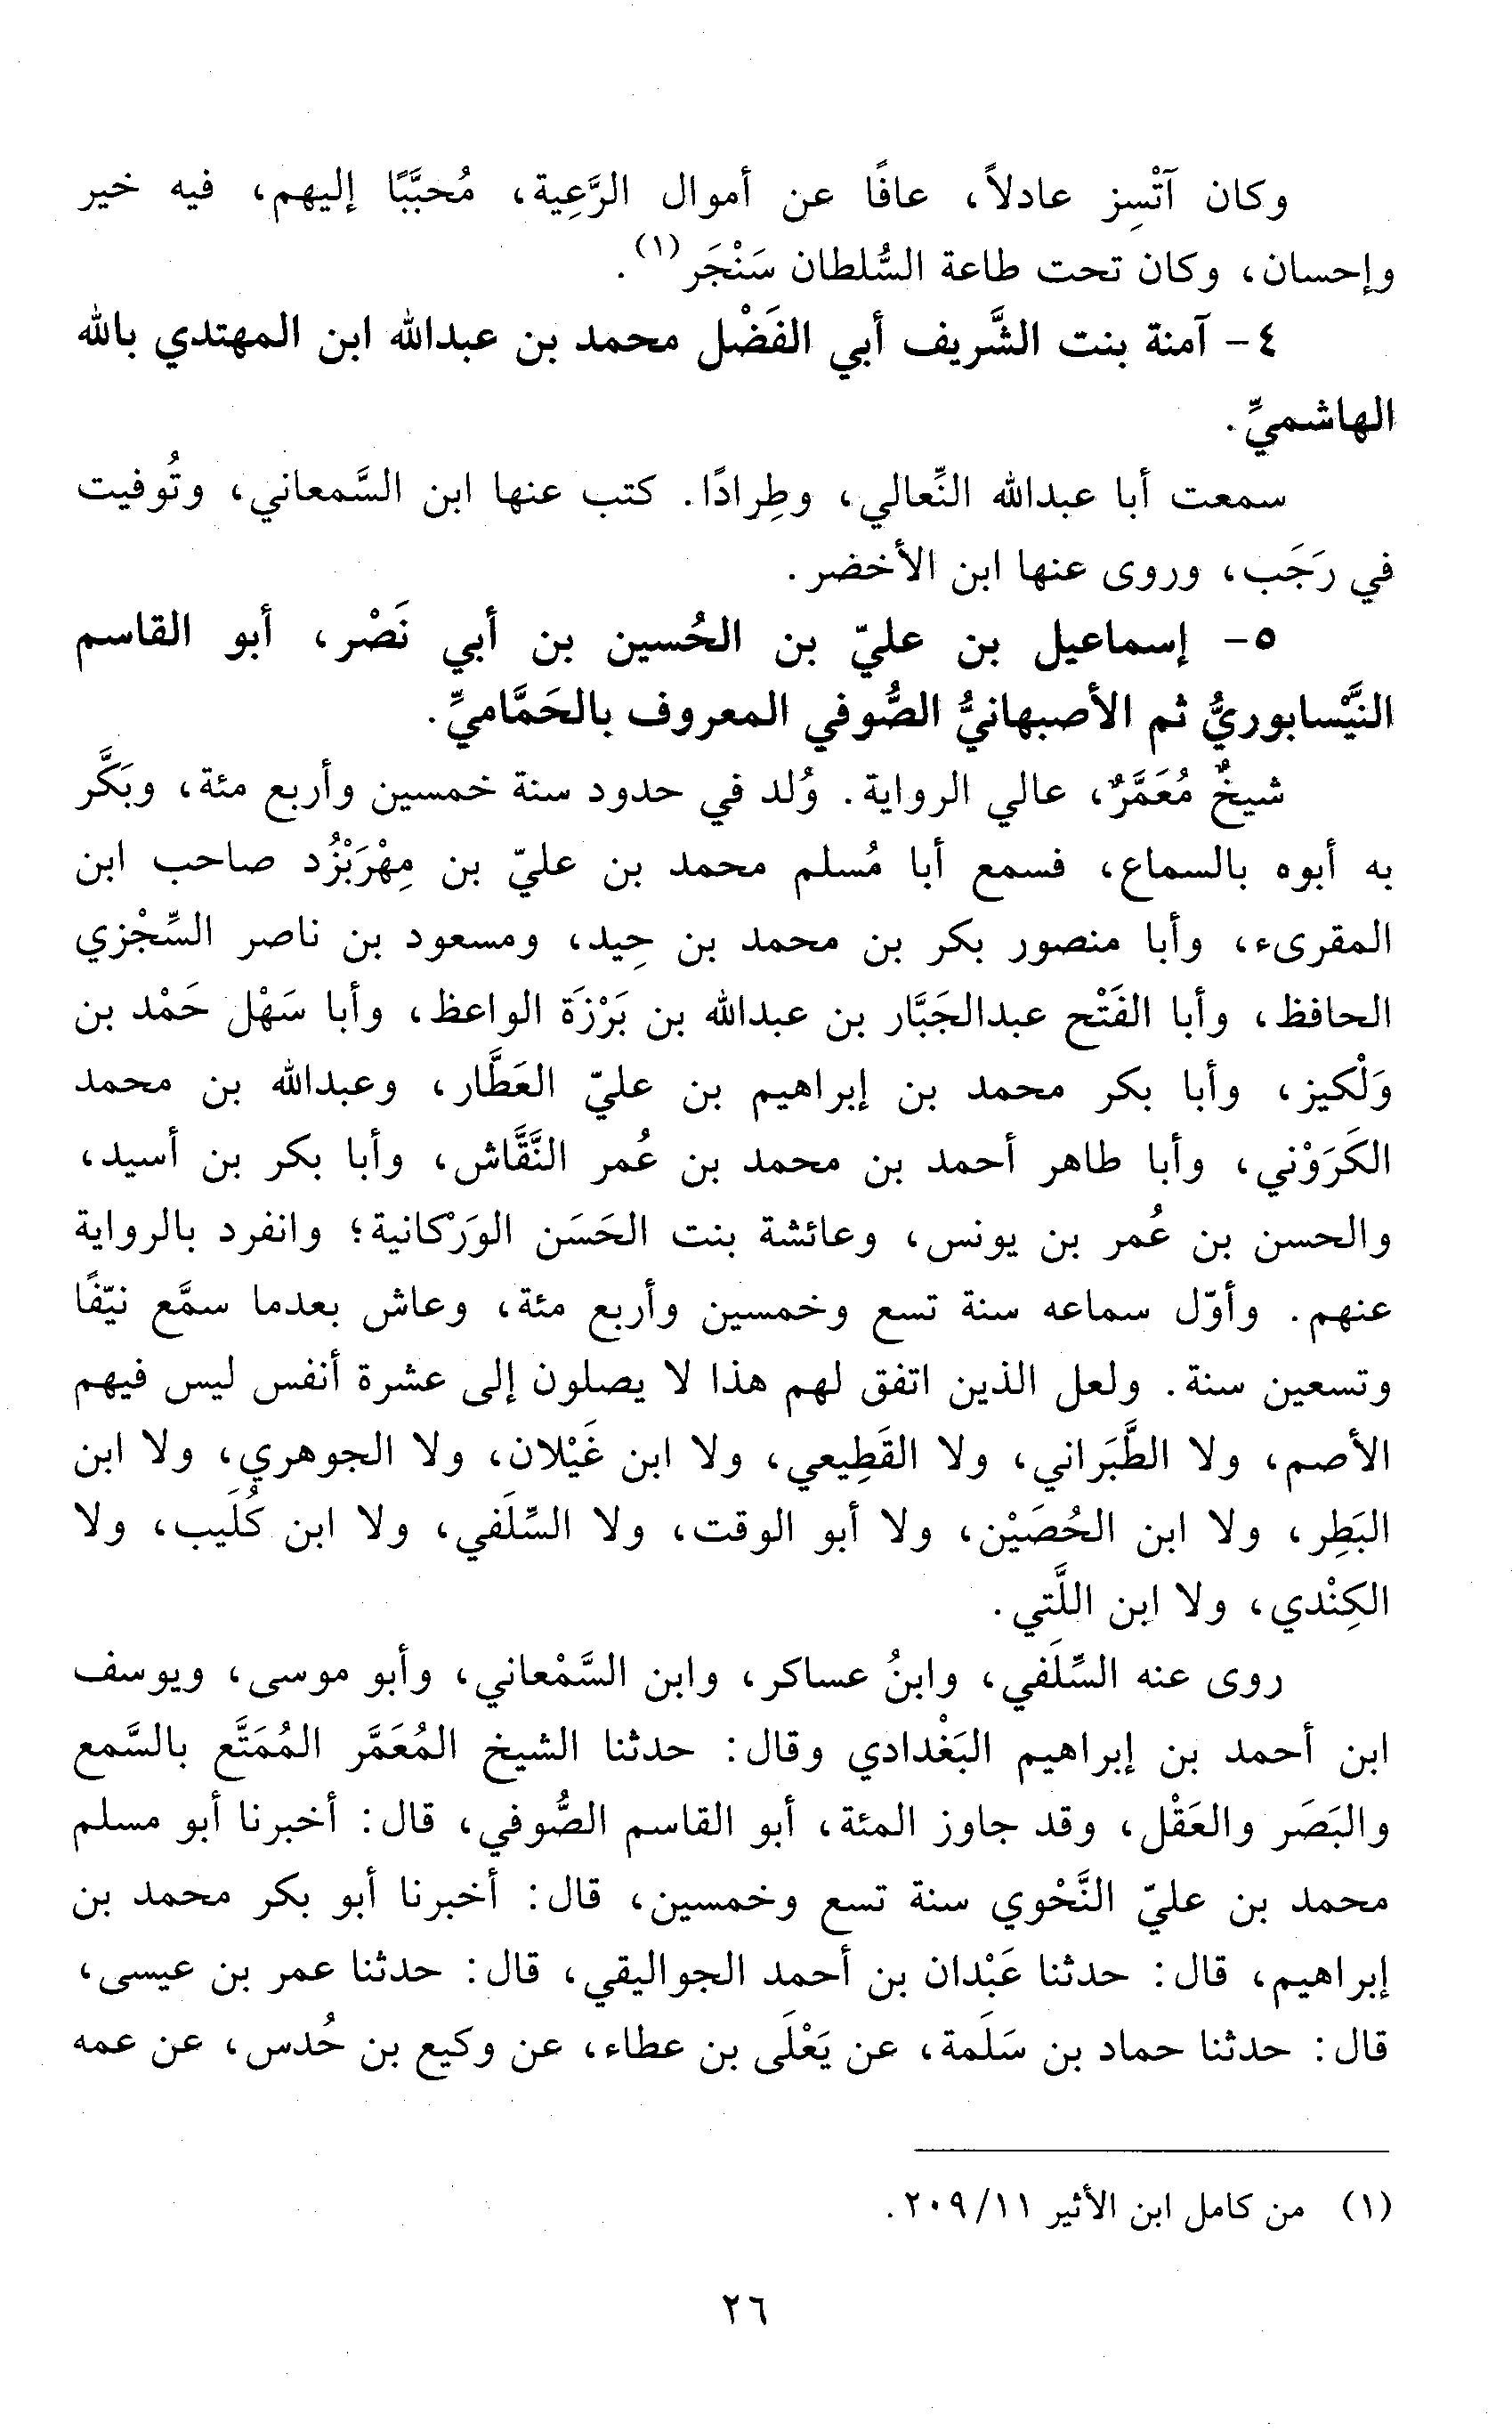 وكان آتْسِز عادلاً، عافًا عن أموال الرَّعِية، مُحبَّبًا إليهم، فيه خير
وإحسان، وكان تحت طاعة السُّلطان سَنْجَر(١).
٤- آمنة بنت الشَّريف أبي الفَضْل محمد بن عبدالله ابن المهتدي بالله
الهاشميِّ.
سمعت أبا عبدالله النِّعالي، وطِرادًا. كتب عنها ابن السَّمعاني، وتُوفيت
في رَجَب، وروى عنها ابن الأخضر.
٥- إسماعيل بن عليّ بن الحُسين بن أبي نَصْر، أبو القاسم
النَّيْسابوريُّ ثم الأصبهانيُّ الصُّوفي المعروف بالحَمَّاميِّ.
شيخٌ مُعَمَّرٌ، عالي الرواية. وُلد في حدود سنة خمسين وأربع مئة، وبَكَّر
به أبوه بالسماع، فسمع أبا مُسلم محمد بن عليّ بن مِهْرَبْزُد صاحب ابن
المقرىء، وأبا منصور بكر بن محمد بن حِيد، ومسعود بن ناصر السِّجْزي
الحافظ، وأبا الفَتْح عبدالجَبَّار بن عبدالله بن بَرْزَة الواعظ، وأبا سَهْل حَمْد بن
وَلْكيز، وأبا بكر محمد بن إبراهيم بن عليّ العَطَّار، وعبدالله بن محمد
الكَرَوْني، وأبا طاهر أحمد بن محمد بن عُمر النَّقَّاش، وأبا بكر بن أسيد،
والحسن بن عُمر بن يونس، وعائشة بنت الحَسَن الوَرْكانية؛ وانفرد بالرواية
عنهم. وأوّل سماعه سنة تسع وخمسين وأربع مئة، وعاش بعدما سمَّع نيّفًا
وتسعين سنة. ولعل الذين اتفق لهم هذا لا يصلون إلى عشرة أنفس ليس فيهم
الأصم، ولا الطَّبَراني، ولا القَطِيعي، ولا ابن غَيْلان، ولا الجوهري، ولا ابن
البَطِر، ولا ابن الحُصَيْن، ولا أبو الوقت، ولا السِّلَفي، ولا ابن كُلَيب، ولا
الكِنْدي، ولا ابن اللَّتي.
روى عنه السِّلَفي، وابنُ عساكر، وابن السَّمْعاني، وأبو موسى، ويوسف
ابن أحمد بن إبراهيم البَغْدادي وقال: حدثنا الشيخ المُعَمَّر المُمَتَّع بالسَّمع
والبَصَر والعَقْل، وقد جاوز المئة، أبو القاسم الصُّوفي، قال: أخبرنا أبو مسلم
محمد بن عليّ النَّحْوي سنة تسع وخمسين، قال: أخبرنا أبو بكر محمد بن
إبراهيم، قال: حدثنا عَبْدان بن أحمد الجواليقي، قال: حدثنا عمر بن عيسى،
قال: حدثنا حماد بن سَلَمة، عن يَعْلَى بن عطاء، عن وكيع بن حُدس، عن عمه
(١) من كامل ابن الأثير ٢٠٩/١١.
٢٦